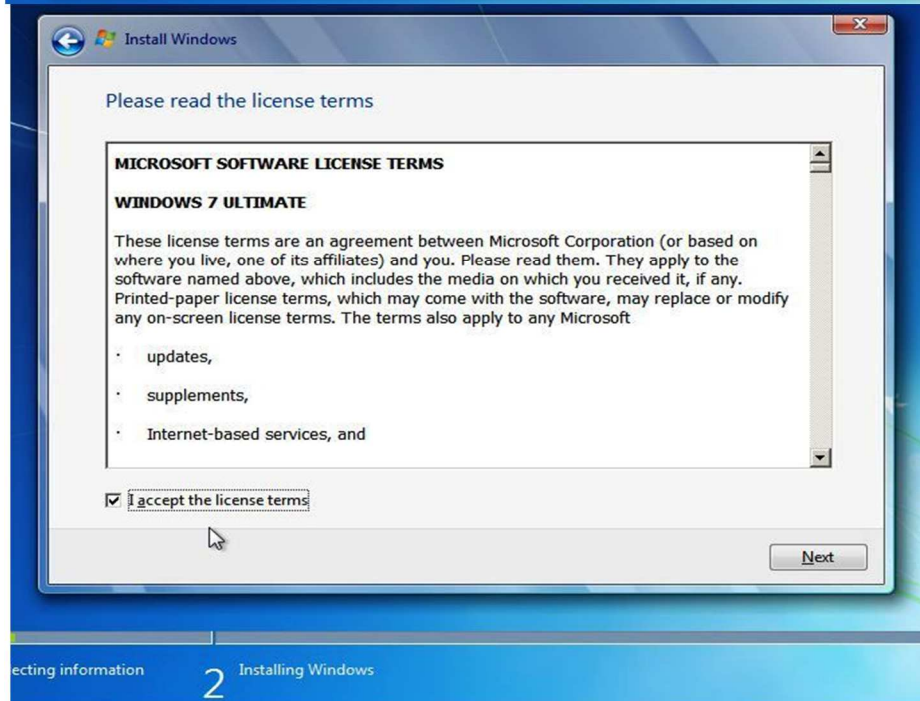 Install Windows
Please read the license terms
MICROSOFT SOFTWARE LICENSE TERMS
WINDOWS 7 ULTIMATE
These license terms are an agreement between Microsoft Corporation (or based on
where you live, one of its affiliates) and you. Please read them. They apply to the
software named above, which includes the media on which you received it, if any.
Printed-paper license terms, which may come with the software, may replace or modify
any on-screen license terms. The terms also apply to any Microsoft
· updates,
· supplements,
· Internet-based services, and
I accept the license terms
Next
ecting information
2 Installing Windows